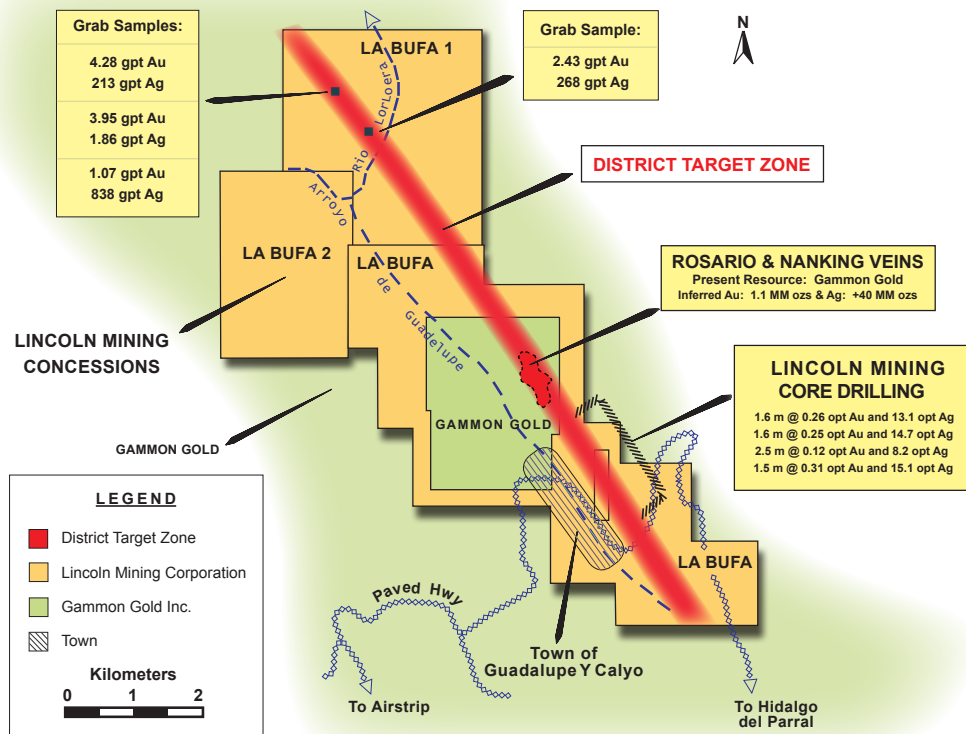 Grab Samples:
4.28 gpt Au
213 gpt Ag
3.95 gpt Au
1.86 gpt Ag
1.07 gpt Au
838 gpt Ag
LA BUFA 1
Grab Sample:
2.43 gpt Au
268 gpt Ag
N
Rio LorLoera
Arroyo de Guadelupe
DISTRICT TARGET ZONE
LA BUFA 2
LA BUFA
LINCOLN MINING
CONCESSIONS
ROSARIO & NANKING VEINS
Present Resource: Gammon Gold
Inferred Au: 1.1 MM ozs & Ag: +40 MM ozs
LINCOLN MINING
CORE DRILLING
1.6 m @ 0.26 opt Au and 13.1 opt Ag
1.6 m @ 0.25 opt Au and 14.7 opt Ag
2.5 m @ 0.12 opt Au and 8.2 opt Ag
1.5 m @ 0.31 opt Au and 15.1 opt Ag
GAMMON GOLD
GAMMON GOLD
LA BUFA
LEGEND
District Target Zone
Lincoln Mining Corporation
Gammon Gold Inc.
Town
Kilometers
0 1 2
Paved Hwy
To Airstrip
Town of
Guadalupe Y Calyo
To Hidalgo
del Parral